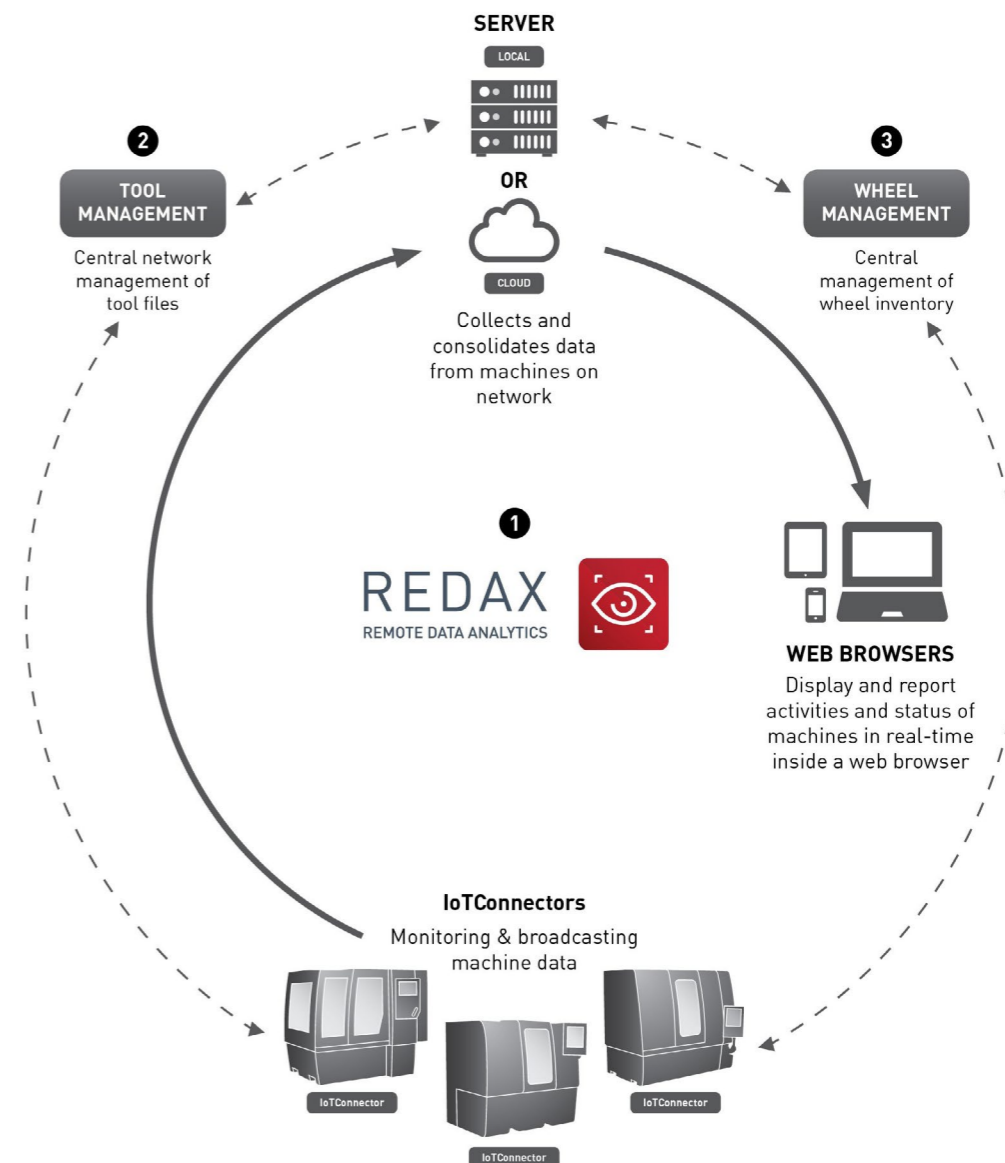 SERVER
LOCAL
OR
CLOUD
Collects and
consolidates data
from machines on
network
2
TOOL
MANAGEMENT
Central network
management of
tool files
3
WHEEL
MANAGEMENT
Central
management of
wheel inventory
1
REDAX
REMOTE DATA ANALYTICS
WEB BROWSERS
Display and report
activities and status of
machines in real-time
inside a web browser
IoTConnectors
Monitoring & broadcasting
machine data
IoTConnector
IoTConnector
IoTConnector